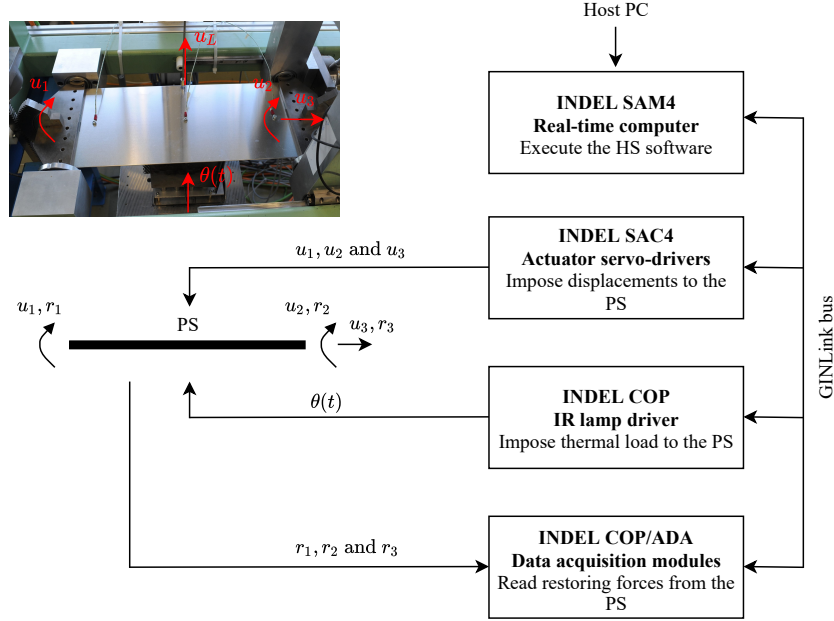 Host PC
u_L
u_1
u_2
u_3
θ(t)
INDEL SAM4
Real-time computer
Execute the HS software
INDEL SAC4
Actuator servo-drivers
Impose displacements to the
PS
u_1, u_2 and u_3
u_1, r_1
PS
u_2, r_2
u_3, r_3
GINLink bus
INDEL COP
IR lamp driver
Impose thermal load to the PS
θ(t)
INDEL COP/ADA
Data acquisition modules
Read restoring forces from the
PS
r_1, r_2 and r_3